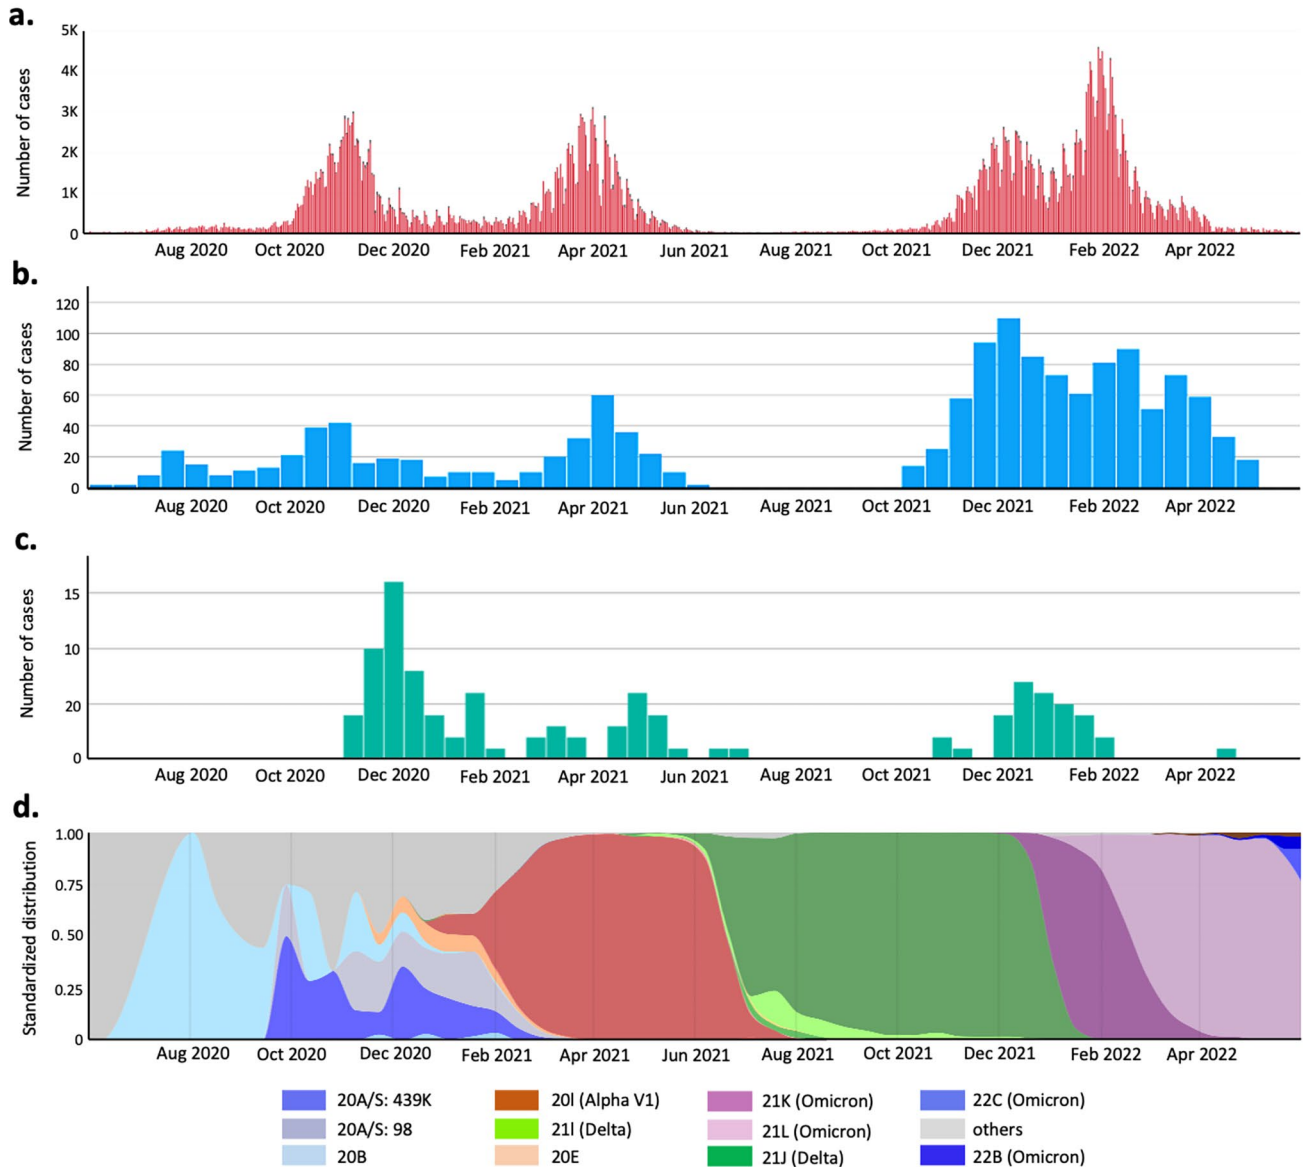 a.
5K
4K
3K
2K
1K
0
Number of cases
Aug 2020 Oct 2020 Dec 2020 Feb 2021 Apr 2021 Jun 2021 Aug 2021 Oct 2021 Dec 2021 Feb 2022 Apr 2022
b.
120
100
80
60
40
20
0
Number of cases
Aug 2020 Oct 2020 Dec 2020 Feb 2021 Apr 2021 Jun 2021 Aug 2021 Oct 2021 Dec 2021 Feb 2022 Apr 2022
c.
15
10
20
0
Number of cases
Aug 2020 Oct 2020 Dec 2020 Feb 2021 Apr 2021 Jun 2021 Aug 2021 Oct 2021 Dec 2021 Feb 2022 Apr 2022
d.
1.00
0.75
0.50
0.25
0
Standardized distribution
Aug 2020 Oct 2020 Dec 2020 Feb 2021 Apr 2021 Jun 2021 Aug 2021 Oct 2021 Dec 2021 Feb 2022 Apr 2022
20A/S: 439K 20l (Alpha V1) 21K (Omicron) 22C (Omicron)
20A/S: 98 21l (Delta) 21L (Omicron) others
20B 20E 21J (Delta) 22B (Omicron)